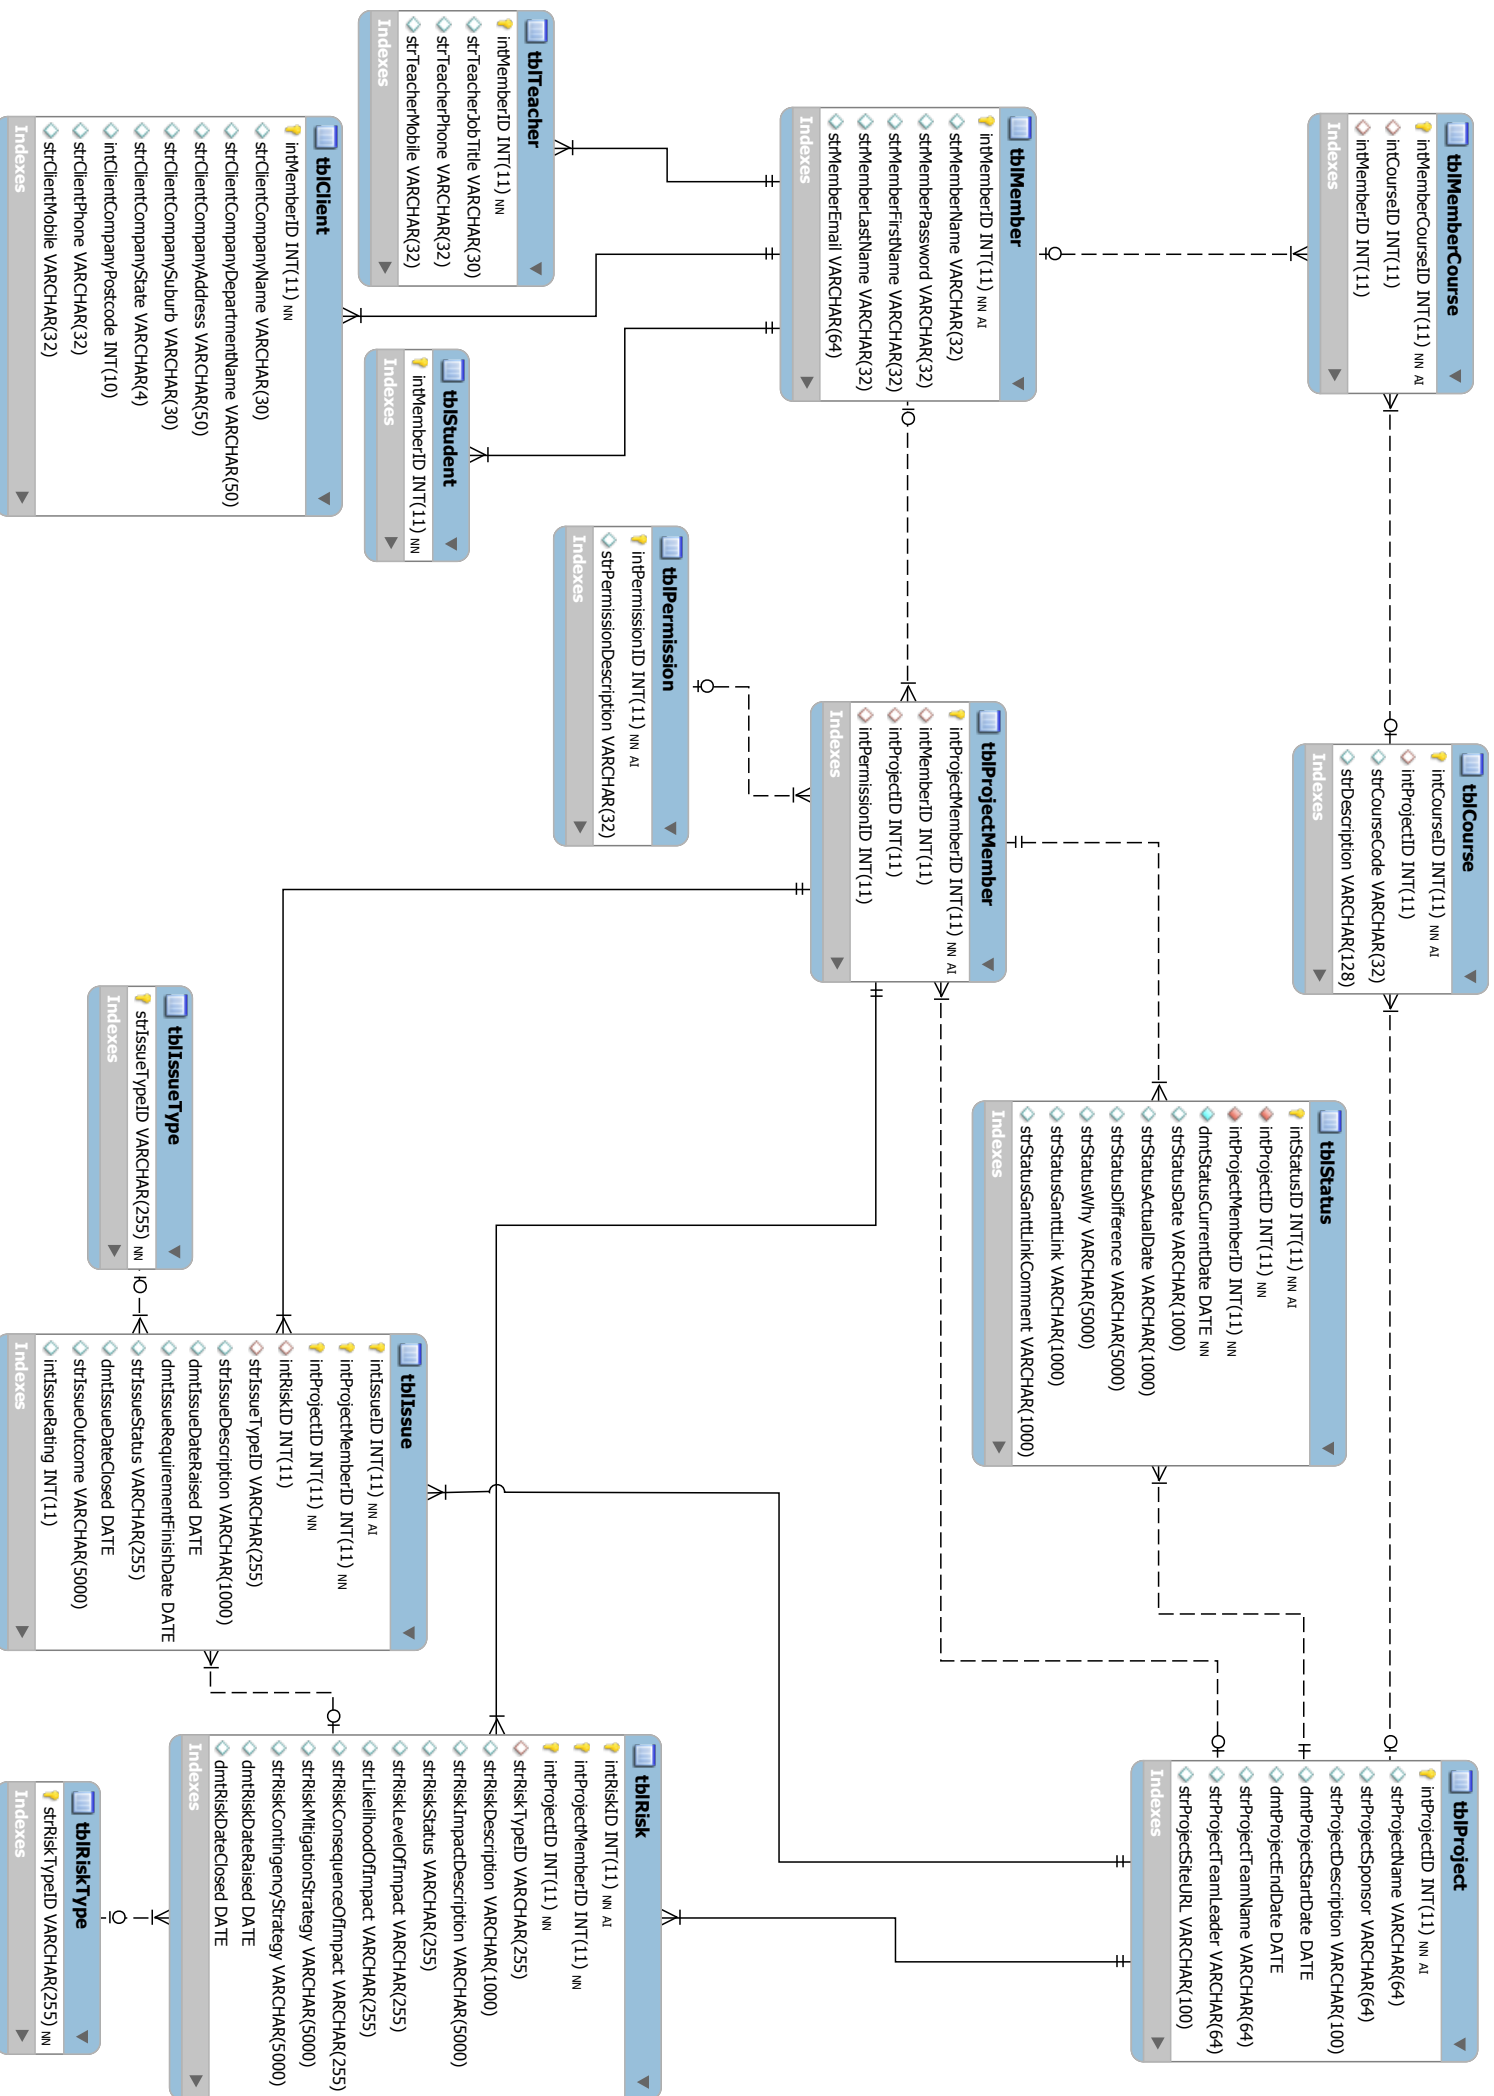 tblMemberCourse
intMemberCourseID INT(11) NN AI
intCourseID INT(11)
intMemberID INT(11)
Indexes
tblCourse
intCourseID INT(11) NN AI
intProjectID INT(11)
strCourseCode VARCHAR(32)
strDescription VARCHAR(128)
Indexes
tblProject
intProjectID INT(11) NN AI
strProjectName VARCHAR(64)
strProjectSponsor VARCHAR(64)
strProjectDescription VARCHAR(100)
dmtProjectStartDate DATE
dmtProjectEndDate DATE
strProjectTeamName VARCHAR(64)
strProjectTeamLeader VARCHAR(64)
strProjectSiteURL VARCHAR(100)
Indexes
tblStatus
intStatusID INT(11) NN AI
intProjectID INT(11) NN
intProjectMemberID INT(11) NN
dmtStatusCurrentDate DATE NN
strStatusDate VARCHAR(1000)
strStatusActualDate VARCHAR(1000)
strStatusDifference VARCHAR(5000)
strStatusWhy VARCHAR(5000)
strStatusGanttLink VARCHAR(1000)
strStatusGanttLinkComment VARCHAR(1000)
Indexes
tblMember
intMemberID INT(11) NN AI
strMemberName VARCHAR(32)
strMemberPassword VARCHAR(32)
strMemberFirstName VARCHAR(32)
strMemberLastName VARCHAR(32)
strMemberEmail VARCHAR(64)
Indexes
tblProjectMember
intProjectMemberID INT(11) NN AI
intMemberID INT(11)
intProjectID INT(11)
intPermissionID INT(11)
Indexes
tblPermission
intPermissionID INT(11) NN AI
strPermissionDescription VARCHAR(32)
Indexes
tblTeacher
intMemberID INT(11) NN
strTeacherJobTitle VARCHAR(30)
strTeacherPhone VARCHAR(32)
strTeacherMobile VARCHAR(32)
Indexes
tblStudent
intMemberID INT(11) NN
Indexes
tblClient
intMemberID INT(11) NN
strClientCompanyName VARCHAR(30)
strClientCompanyDepartmentName VARCHAR(50)
strClientCompanyAddress VARCHAR(50)
strClientCompanySuburb VARCHAR(30)
strClientCompanyState VARCHAR(4)
intClientCompanyPostcode INT(10)
strClientPhone VARCHAR(32)
strClientMobile VARCHAR(32)
Indexes
tblIssueType
strIssueTypeID VARCHAR(255) NN
Indexes
tblIssue
intIssueID INT(11) NN AI
intProjectMemberID INT(11) NN
intProjectID INT(11) NN
intRiskID INT(11)
strIssueTypeID VARCHAR(255)
strIssueDescription VARCHAR(1000)
dmtIssueDateRaised DATE
dmtIssueRequirementFinishDate DATE
strIssueStatus VARCHAR(255)
dmtIssueDateClosed DATE
strIssueOutcome VARCHAR(5000)
intIssueRating INT(11)
Indexes
tblRisk
intRiskID INT(11) NN AI
intProjectMemberID INT(11) NN
intProjectID INT(11) NN
strRiskTypeID VARCHAR(255)
strRiskDescription VARCHAR(1000)
strRiskImpactDescription VARCHAR(5000)
strRiskStatus VARCHAR(255)
strRiskLevelOfImpact VARCHAR(255)
strLikelihoodOfImpact VARCHAR(255)
strRiskConsequenceOfImpact VARCHAR(255)
strRiskMitigationStrategy VARCHAR(5000)
strRiskContingencyStrategy VARCHAR(5000)
dmtRiskDateRaised DATE
dmtRiskDateClosed DATE
Indexes
tblRiskType
strRiskTypeID VARCHAR(255) NN
Indexes